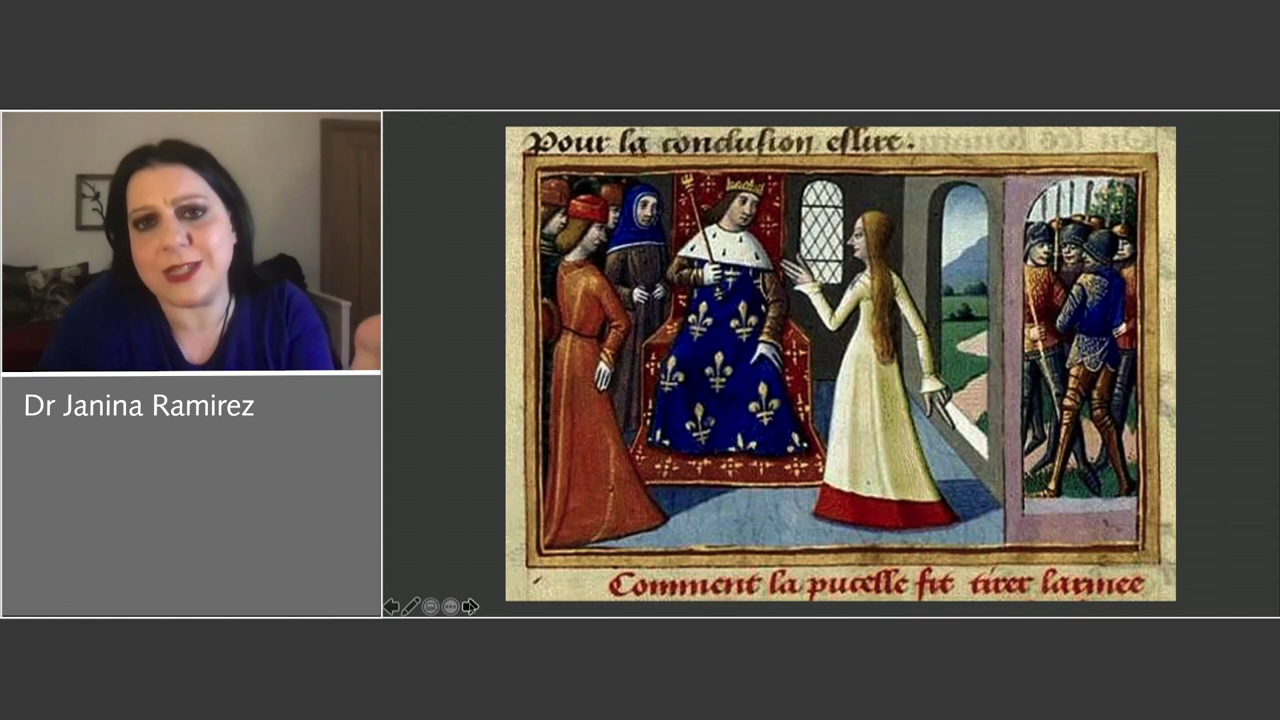 Dr Janina Ramirez
Pour la conclusion eslire.
Comment la pucelle fit tirer larmee